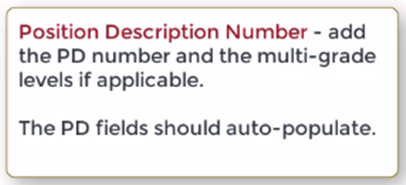 Position Description Number - add
the PD number and the multi-grade
levels if applicable.
The PD fields should auto-populate.